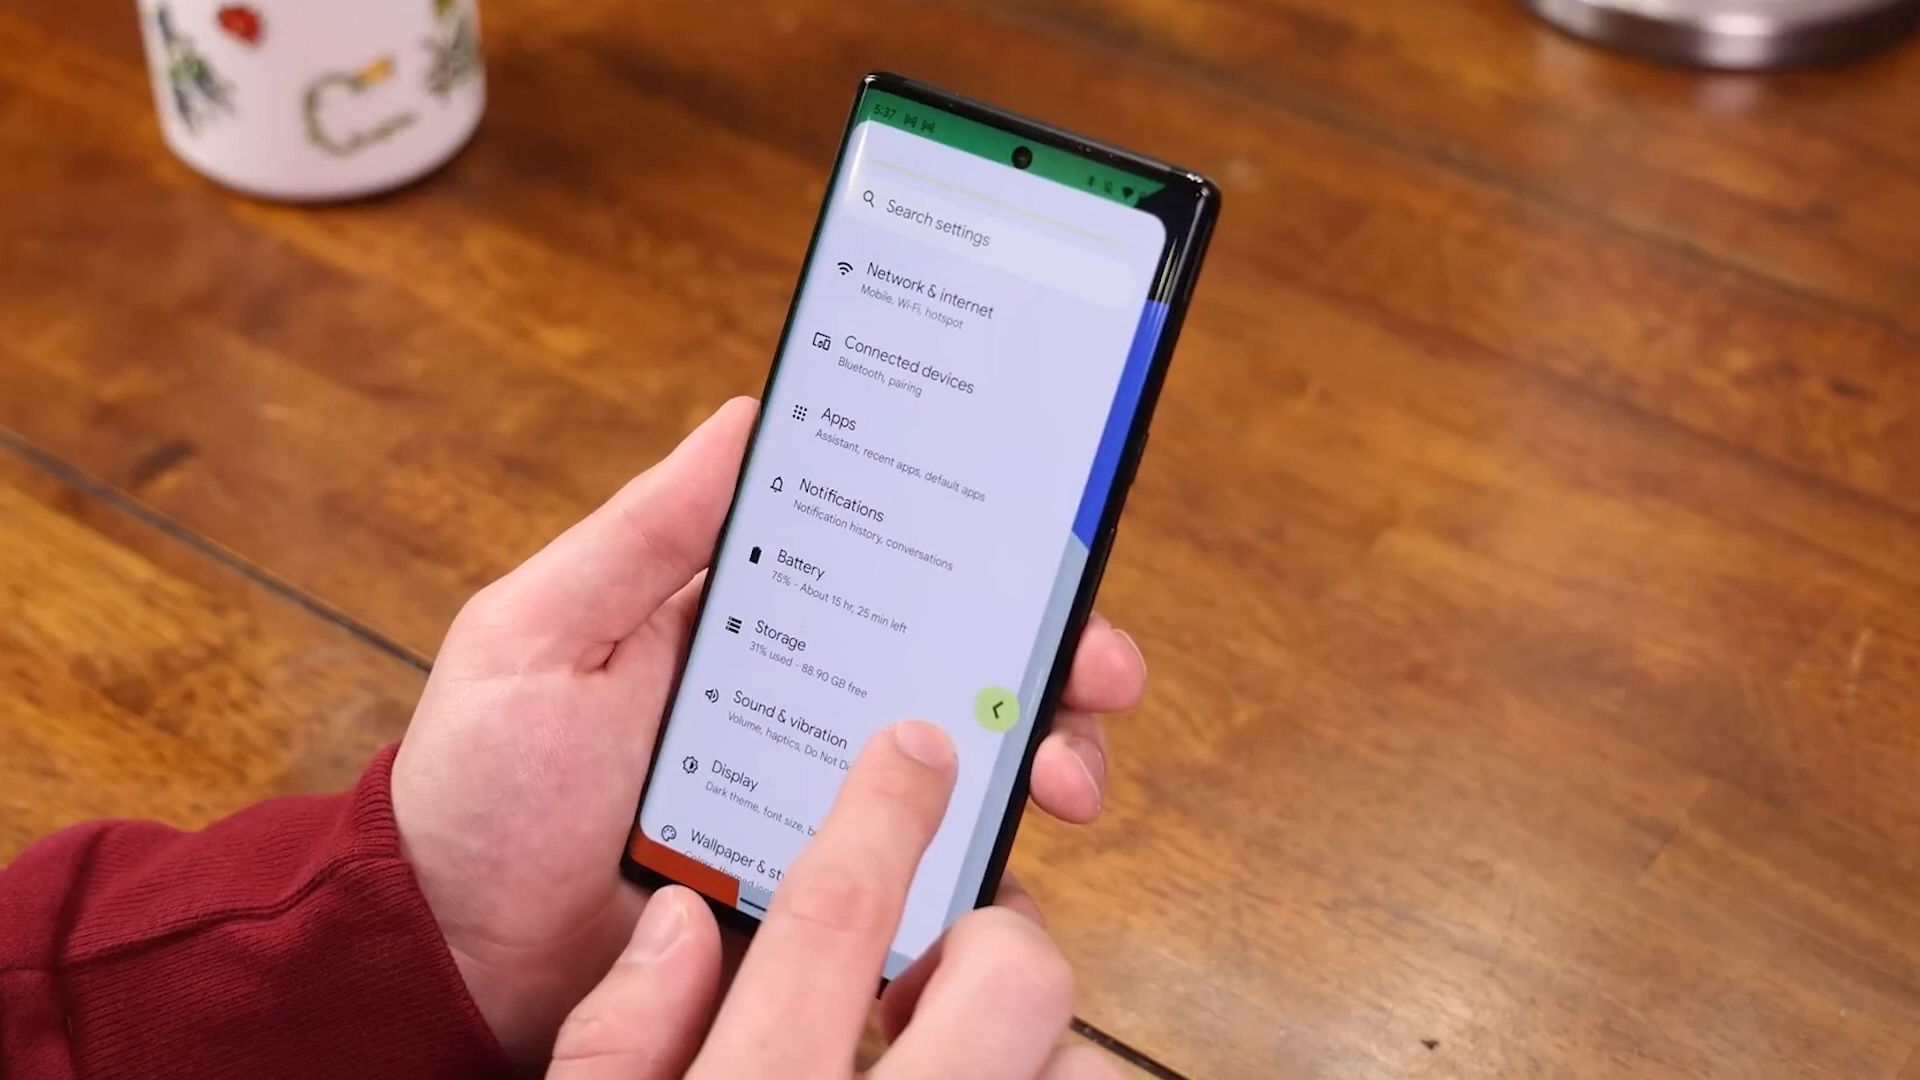 5:37
Search settings
Network & internet
Mobile, Wi-Fi, hotspot
Connected devices
Bluetooth, pairing
Apps
Assistant, recent apps, default apps
Notifications
Notification history, conversations
Battery
75% - About 15 hr, 25 min left
Storage
31% used - 88.90 GB free
Sound & vibration
Volume, haptics, Do Not
Display
Dark theme, font size,
Wallpaper &
Colors, themed